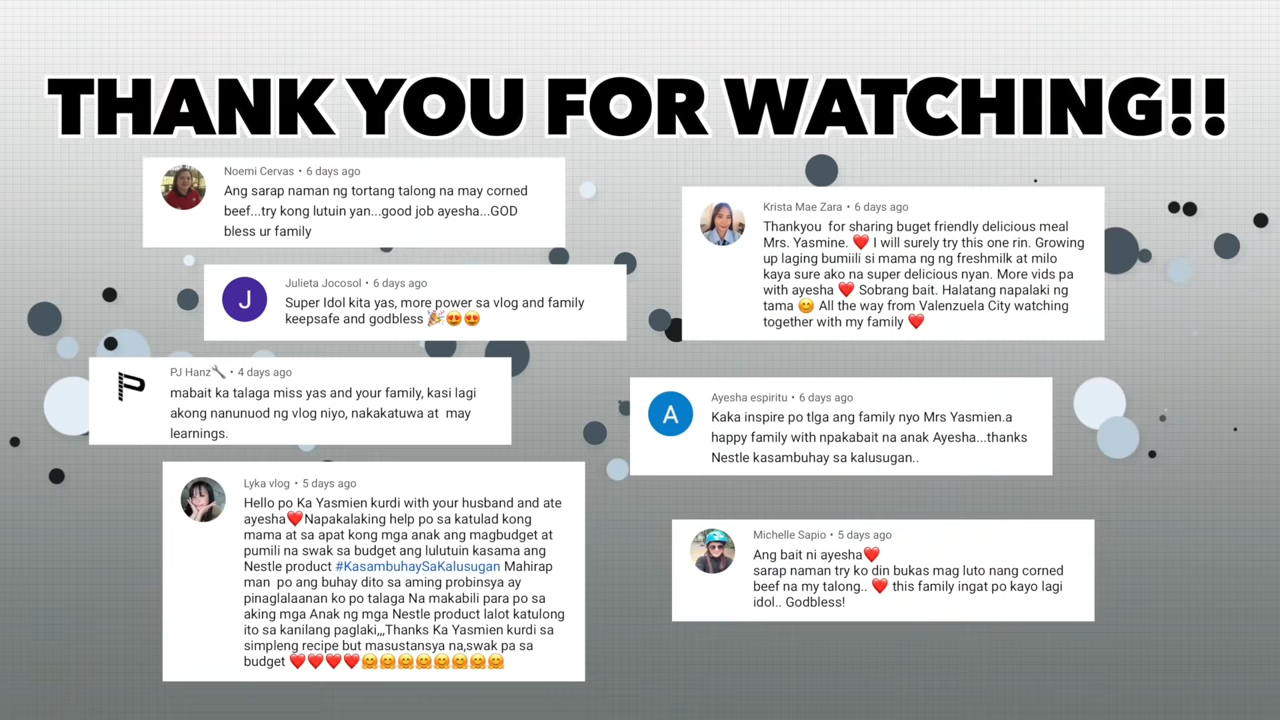 THANK YOU FOR WATCHING!!
Noemi Cervas • 6 days ago
Ang sarap naman ng tortang talong na may corned
beef...try kong lutuin yan...good job ayesha...GOD
bless ur family
Julieta Jocosol • 6 days ago
J
Super Idol kita yas, more power sa vlog and family
keepsafe and godbless 🎉😍😍
PJ Hanz🔧 • 4 days ago
P
mabait ka talaga miss yas and your family, kasi lagi
akong nanunuod ng vlog niyo, nakakatuwa at may
learnings.
Lyka vlog • 5 days ago
Hello po Ka Yasmien kurdi with your husband and ate
ayesha❤️Napakalaking help po sa katulad kong
mama at sa apat kong mga anak ang magbudget at
pumili na swak sa budget ang lulutuin kasama ang
Nestle product #KasambuhaySaKalusugan Mahirap
man po ang buhay dito sa aming probinsya ay
pinaglalaanan ko po talaga Na makabili para po sa
aking mga Anak ng mga Nestle product lalot katulong
ito sa kanilang paglaki,,,Thanks Ka Yasmien kurdi sa
simpleng recipe but masustansya na,swak pa sa
budget ❤️❤️❤️❤️🤗🤗🤗🤗🤗🤗🤗🤗
Krista Mae Zara • 6 days ago
Thankyou for sharing buget friendly delicious meal
Mrs. Yasmine. ❤️ I will surely try this one rin. Growing
up laging bumiili si mama ng ng freshmilk at milo
kaya sure ako na super delicious nyan. More vids pa
with ayesha ❤️ Sobrang bait. Halatang napalaki ng
tama 😊 All the way from Valenzuela City watching
together with my family ❤️
Ayesha espiritu • 6 days ago
A
Kaka inspire po tlga ang family nyo Mrs Yasmien.a
happy family with npakabait na anak Ayesha...thanks
Nestle kasambuhay sa kalusugan..
Michelle Sapio • 5 days ago
Ang bait ni ayesha❤️
sarap naman try ko din bukas mag luto nang corned
beef na my talong.. ❤️ this family ingat po kayo lagi
idol.. Godbless!